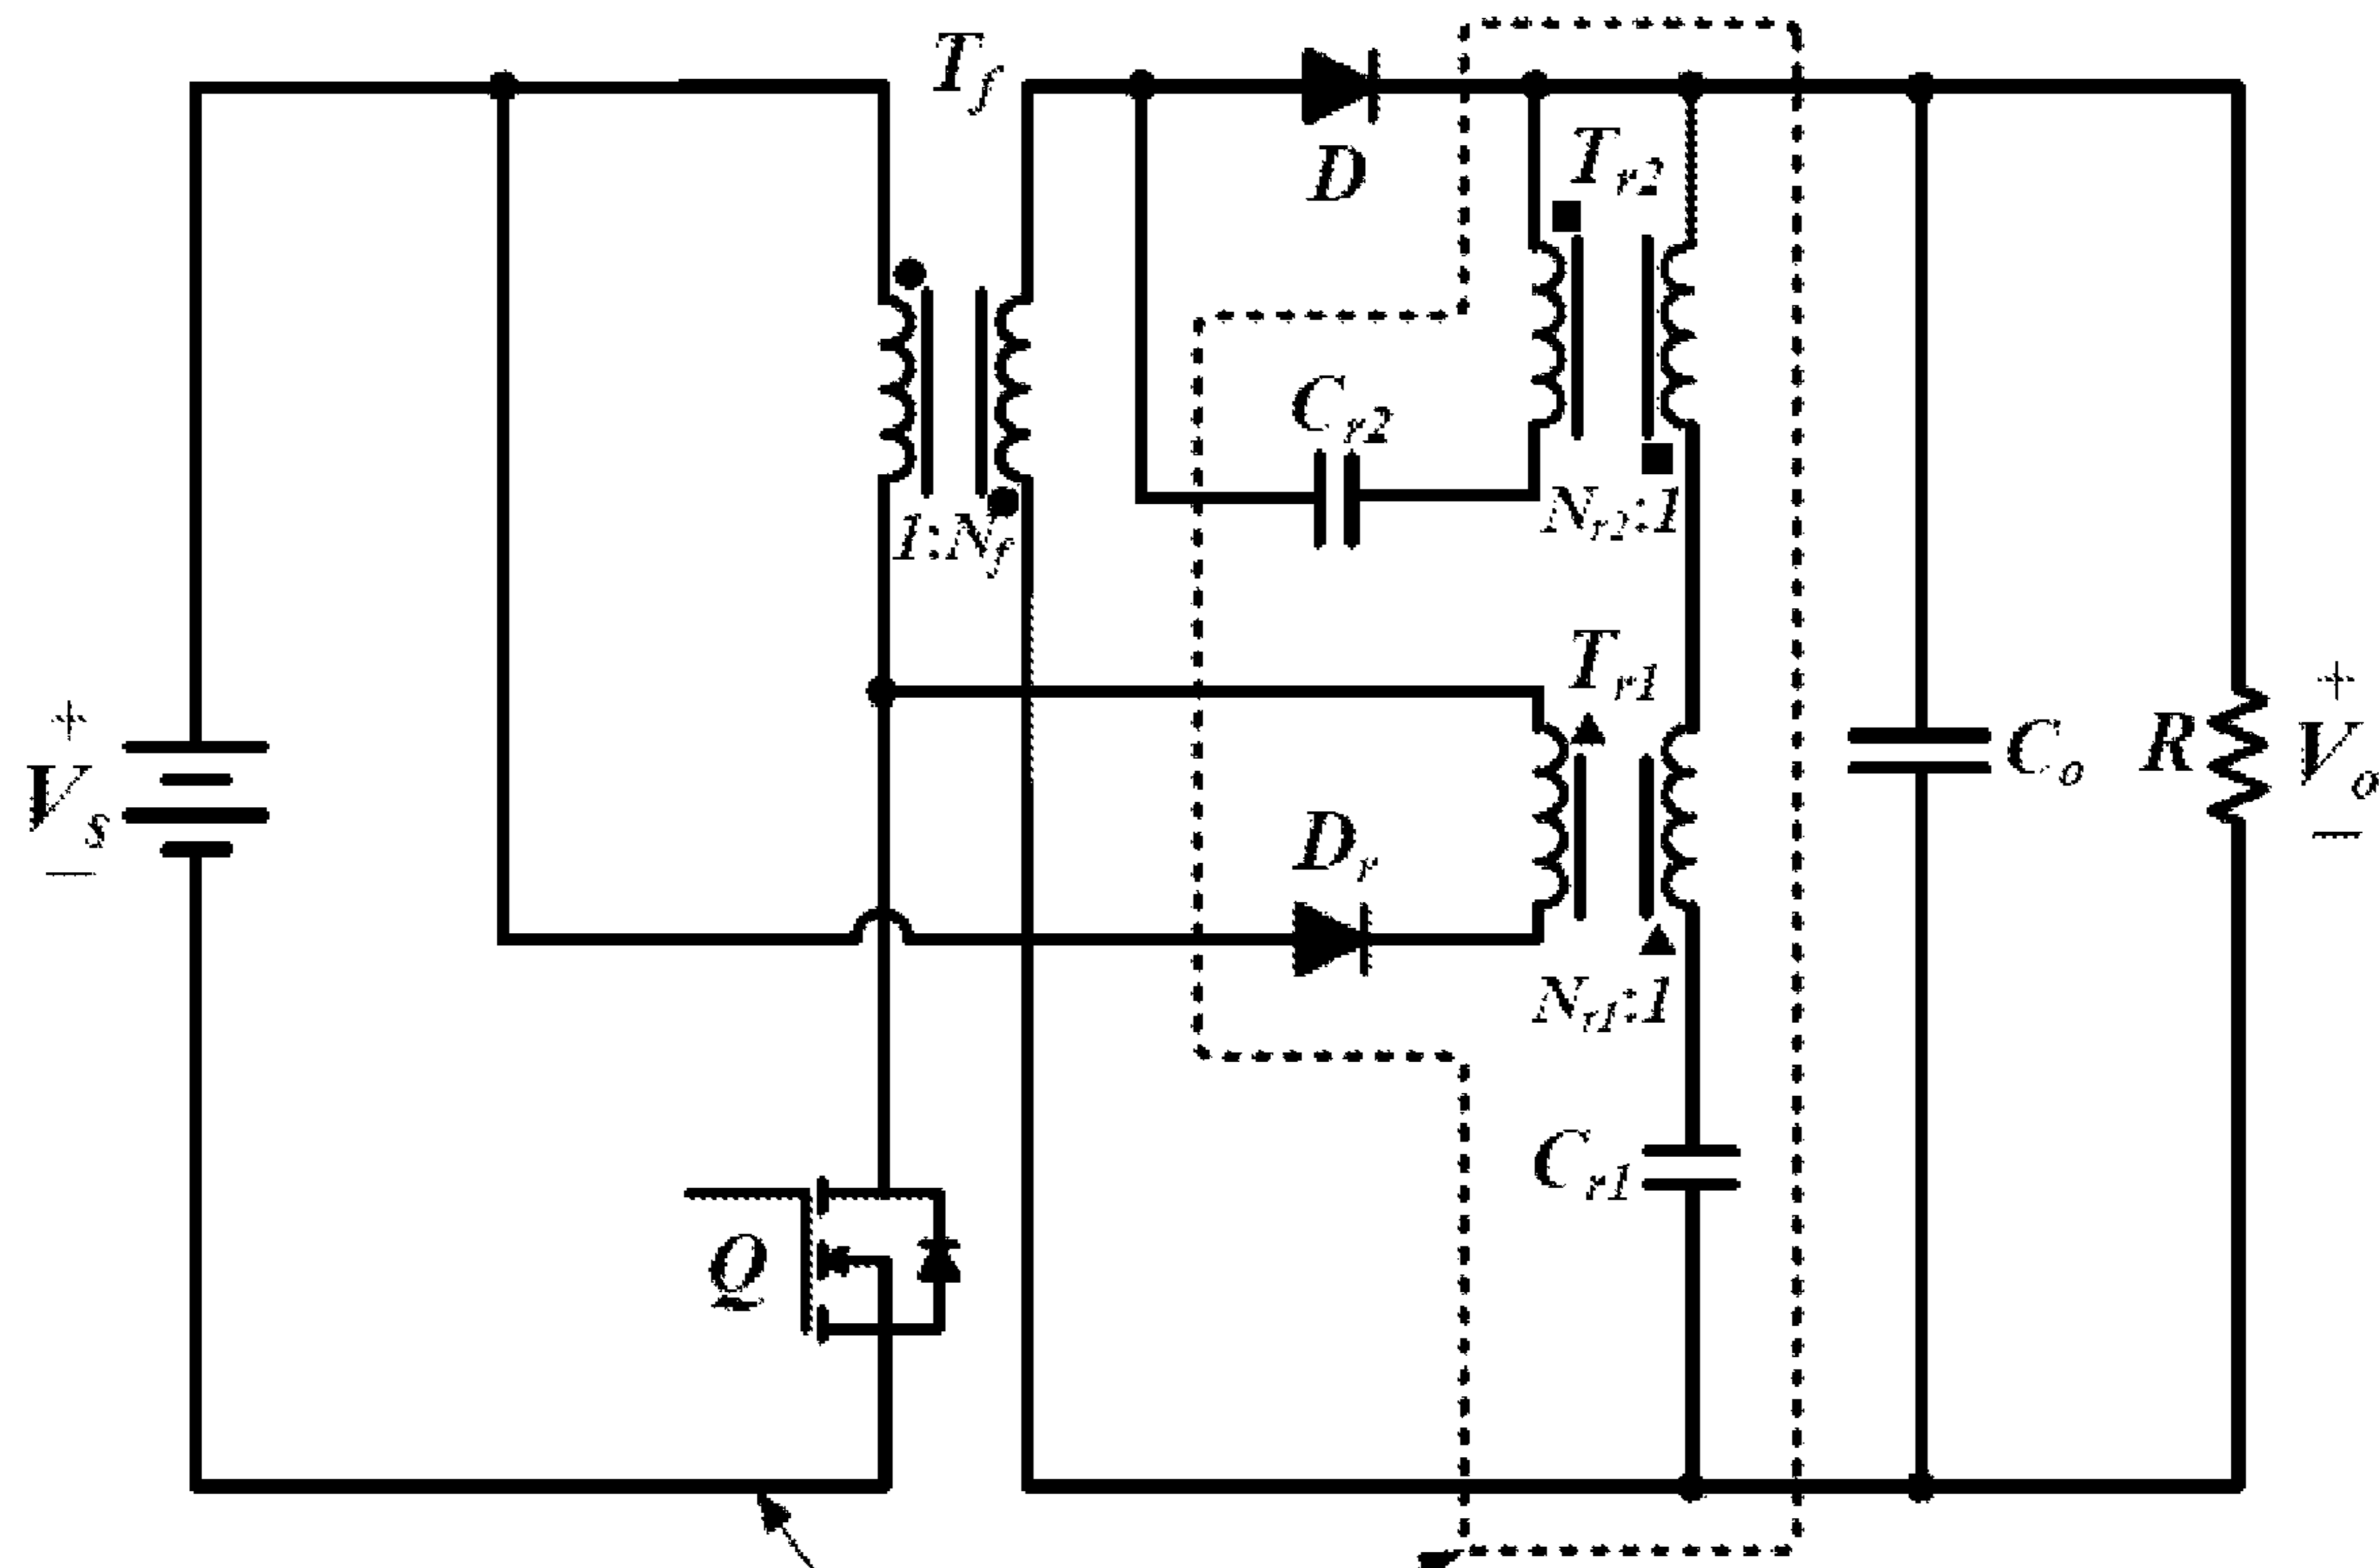 T_f
D
T_r2
C_r2
1:N_f
N_r2:1
T_r1
+
V_s
−
D_r
C_o
R
+
V_o
−
N_r1:1
C_r1
Q